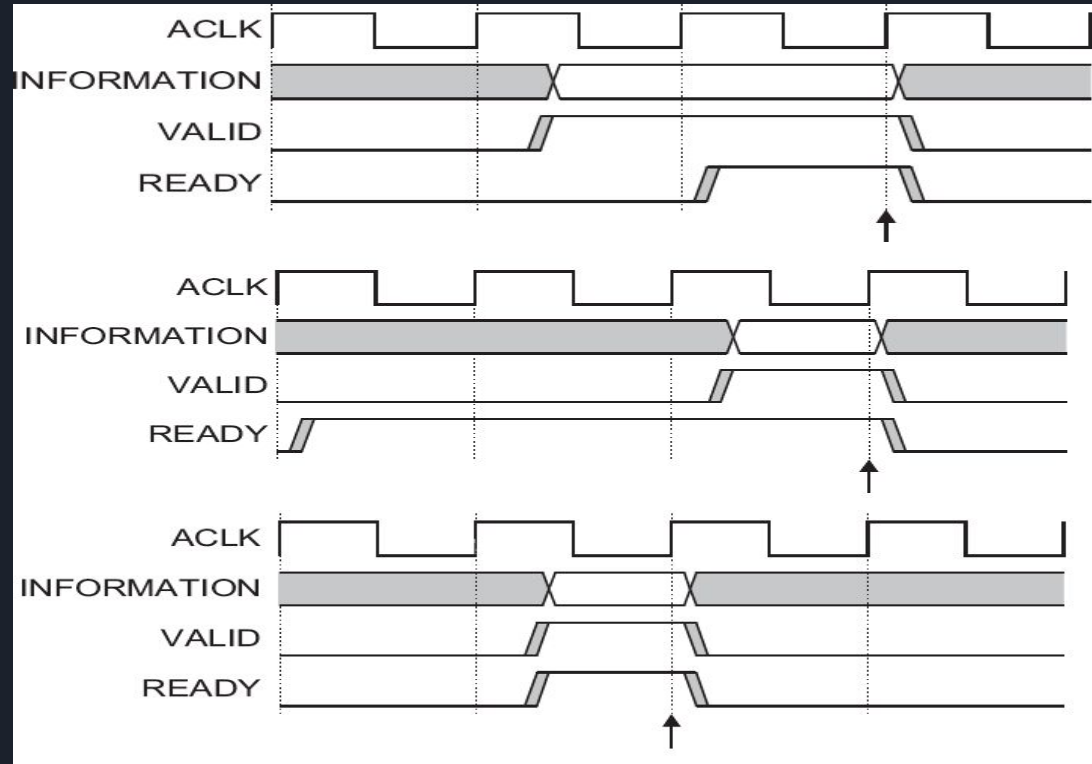 ACLK
INFORMATION
VALID
READY
ACLK
INFORMATION
VALID
READY
ACLK
INFORMATION
VALID
READY